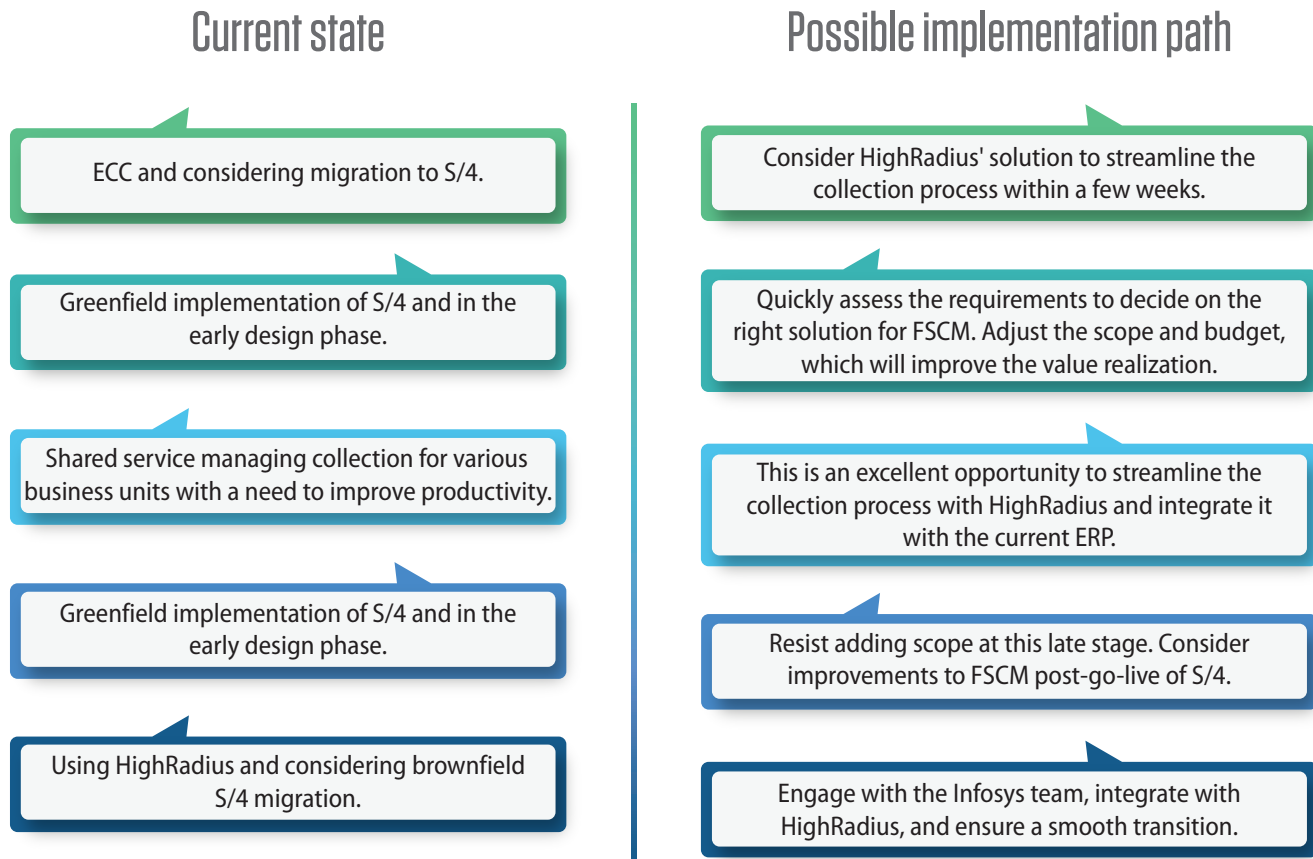 Current state
Possible implementation path
ECC and considering migration to S/4.
Consider HighRadius' solution to streamline the
collection process within a few weeks.
Greenfield implementation of S/4 and in the
early design phase.
Quickly assess the requirements to decide on the
right solution for FSCM. Adjust the scope and budget,
which will improve the value realization.
Shared service managing collection for various
business units with a need to improve productivity.
This is an excellent opportunity to streamline the
collection process with HighRadius and integrate it
with the current ERP.
Greenfield implementation of S/4 and in the
early design phase.
Resist adding scope at this late stage. Consider
improvements to FSCM post-go-live of S/4.
Using HighRadius and considering brownfield
S/4 migration.
Engage with the Infosys team, integrate with
HighRadius, and ensure a smooth transition.